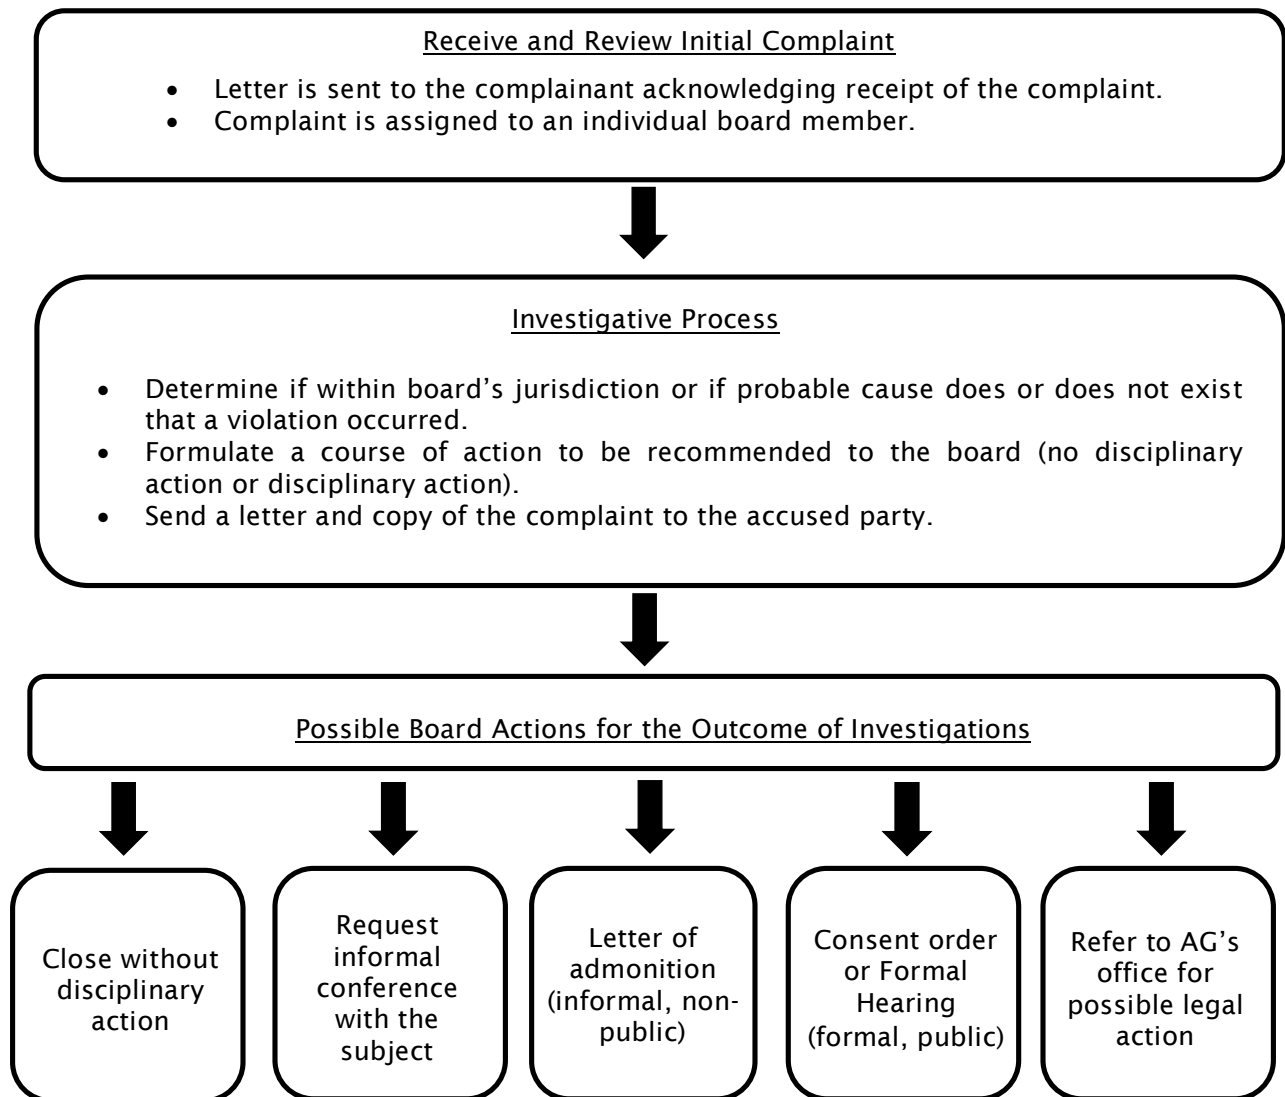 Receive and Review Initial Complaint
• Letter is sent to the complainant acknowledging receipt of the complaint.
• Complaint is assigned to an individual board member.
Investigative Process
• Determine if within board’s jurisdiction or if probable cause does or does not exist
that a violation occurred.
• Formulate a course of action to be recommended to the board (no disciplinary
action or disciplinary action).
• Send a letter and copy of the complaint to the accused party.
Possible Board Actions for the Outcome of Investigations
Close without
disciplinary
action
Request
informal
conference
with the
subject
Letter of
admonition
(informal, non-
public)
Consent order
or Formal
Hearing
(formal, public)
Refer to AG’s
office for
possible legal
action